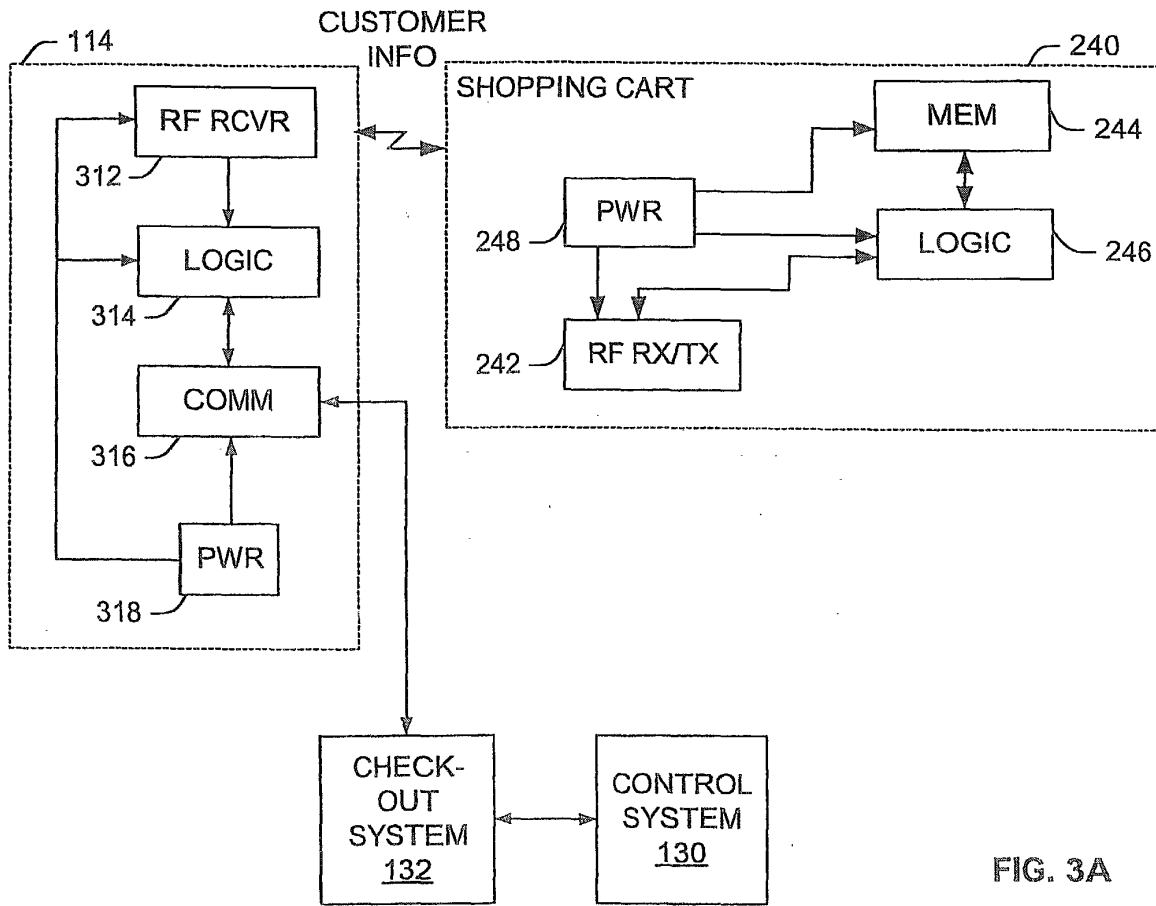 CUSTOMER
INFO
114
RF RCVR
312
LOGIC
314
COMM
316
PWR
318
240
SHOPPING CART
MEM
244
PWR
248
LOGIC
246
RF RX/TX
242
CHECK-
OUT
SYSTEM
132
CONTROL
SYSTEM
130
FIG. 3A